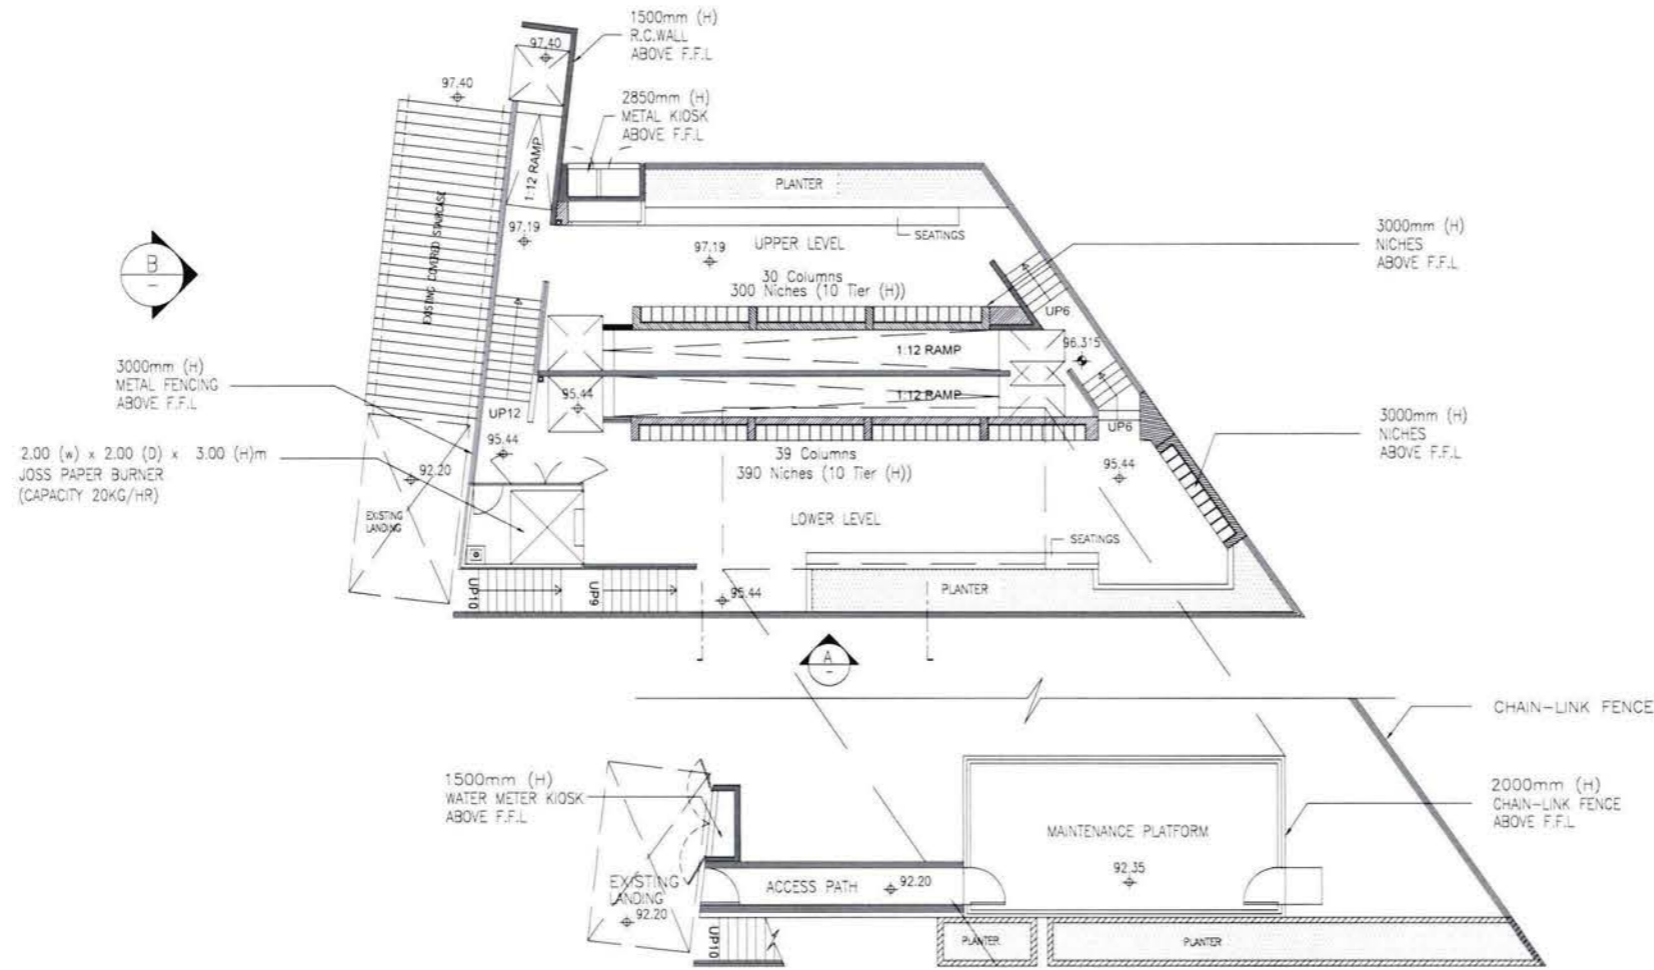 1500mm (H)
R.C.WALL
ABOVE F.F.L
97.40
97.40
2850mm (H)
METAL KIOSK
ABOVE F.F.L
1:12 RAMP
PLANTER
EXISTING COVERED STAIRCASE
97.19
UPPER LEVEL
97.19
SEATINGS
3000mm (H)
NICHES
ABOVE F.F.L
B
-
30 Columns
300 Niches (10 Tier (H))
UP6
96.315
1:12 RAMP
3000mm (H)
METAL FENCING
ABOVE F.F.L
95.44
1:12 RAMP
UP12
UP6
3000mm (H)
NICHES
ABOVE F.F.L
95.44
39 Columns
390 Niches (10 Tier (H))
95.44
2.00 (w) x 2.00 (D) x 3.00 (H)m
JOSS PAPER BURNER
(CAPACITY 20KG/HR)
92.20
EXISTING
LANDING
LOWER LEVEL
SEATINGS
UP10
UP9
95.44
PLANTER
A
-
CHAIN-LINK FENCE
1500mm (H)
WATER METER KIOSK
ABOVE F.F.L
2000mm (H)
CHAIN-LINK FENCE
ABOVE F.F.L
MAINTENANCE PLATFORM
92.35
EXISTING
LANDING
92.20
ACCESS PATH
92.20
UP10
PLANTER
PLANTER